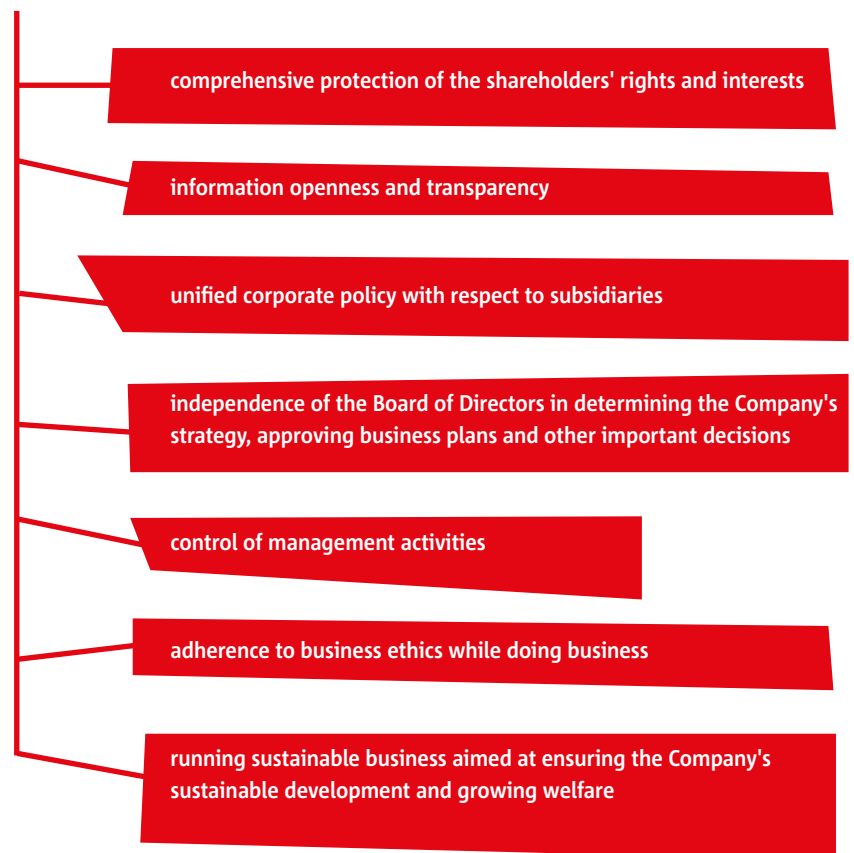 comprehensive protection of the shareholders' rights and interests
information openness and transparency
unified corporate policy with respect to subsidiaries
independence of the Board of Directors in determining the Company's
strategy, approving business plans and other important decisions
control of management activities
adherence to business ethics while doing business
running sustainable business aimed at ensuring the Company's
sustainable development and growing welfare